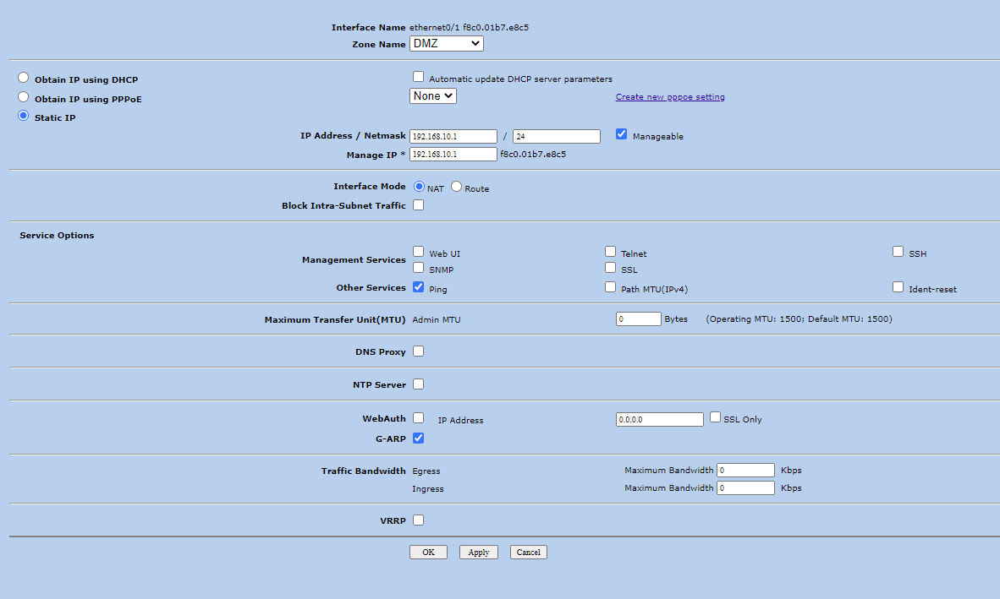 Interface Name ethernet0/1 f8c0.01b7.e8c5
Zone Name DMZ
Obtain IP using DHCP Automatic update DHCP server parameters
Obtain IP using PPPoE None Create new pppoe setting
Static IP
IP Address / Netmask 192.168.10.1 / 24 Manageable
Manage IP * 192.168.10.1 f8c0.01b7.e8c5
Interface Mode NAT Route
Block Intra-Subnet Traffic
Service Options
Management Services Web UI Telnet SSH
SNMP SSL
Other Services Ping Path MTU(IPv4) Ident-reset
Maximum Transfer Unit(MTU) Admin MTU 0 Bytes (Operating MTU: 1500; Default MTU: 1500)
DNS Proxy
NTP Server
WebAuth IP Address 0.0.0.0 SSL Only
G-ARP
Traffic Bandwidth Egress Maximum Bandwidth 0 Kbps
Ingress Maximum Bandwidth 0 Kbps
VRRP
OK Apply Cancel